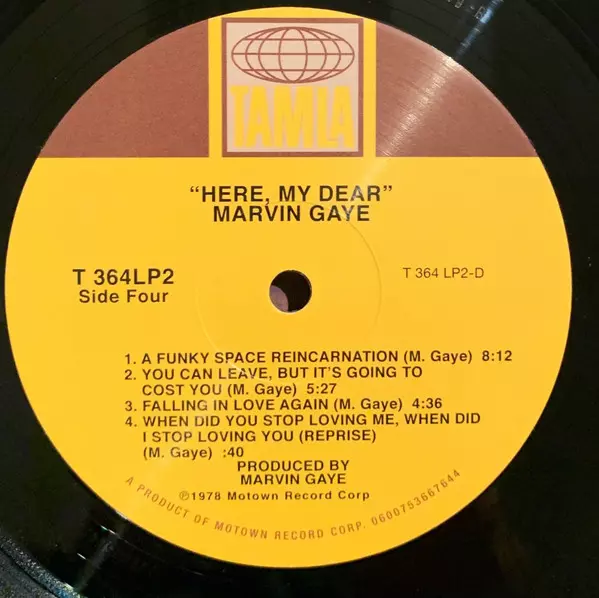 TAMLA
"HERE, MY DEAR"
MARVIN GAYE
T 364LP2
Side Four
T 364 LP2-D
1. A FUNKY SPACE REINCARNATION (M. Gaye) 8:12
2. YOU CAN LEAVE, BUT IT'S GOING TO
COST YOU (M. Gaye) 5:27
3. FALLING IN LOVE AGAIN (M. Gaye) 4:36
4. WHEN DID YOU STOP LOVING ME, WHEN DID
I STOP LOVING YOU (REPRISE)
(M. Gaye) :40
PRODUCED BY
MARVIN GAYE
℗1978 Motown Record Corp
A PRODUCT OF MOTOWN RECORD CORP. 0600753667644